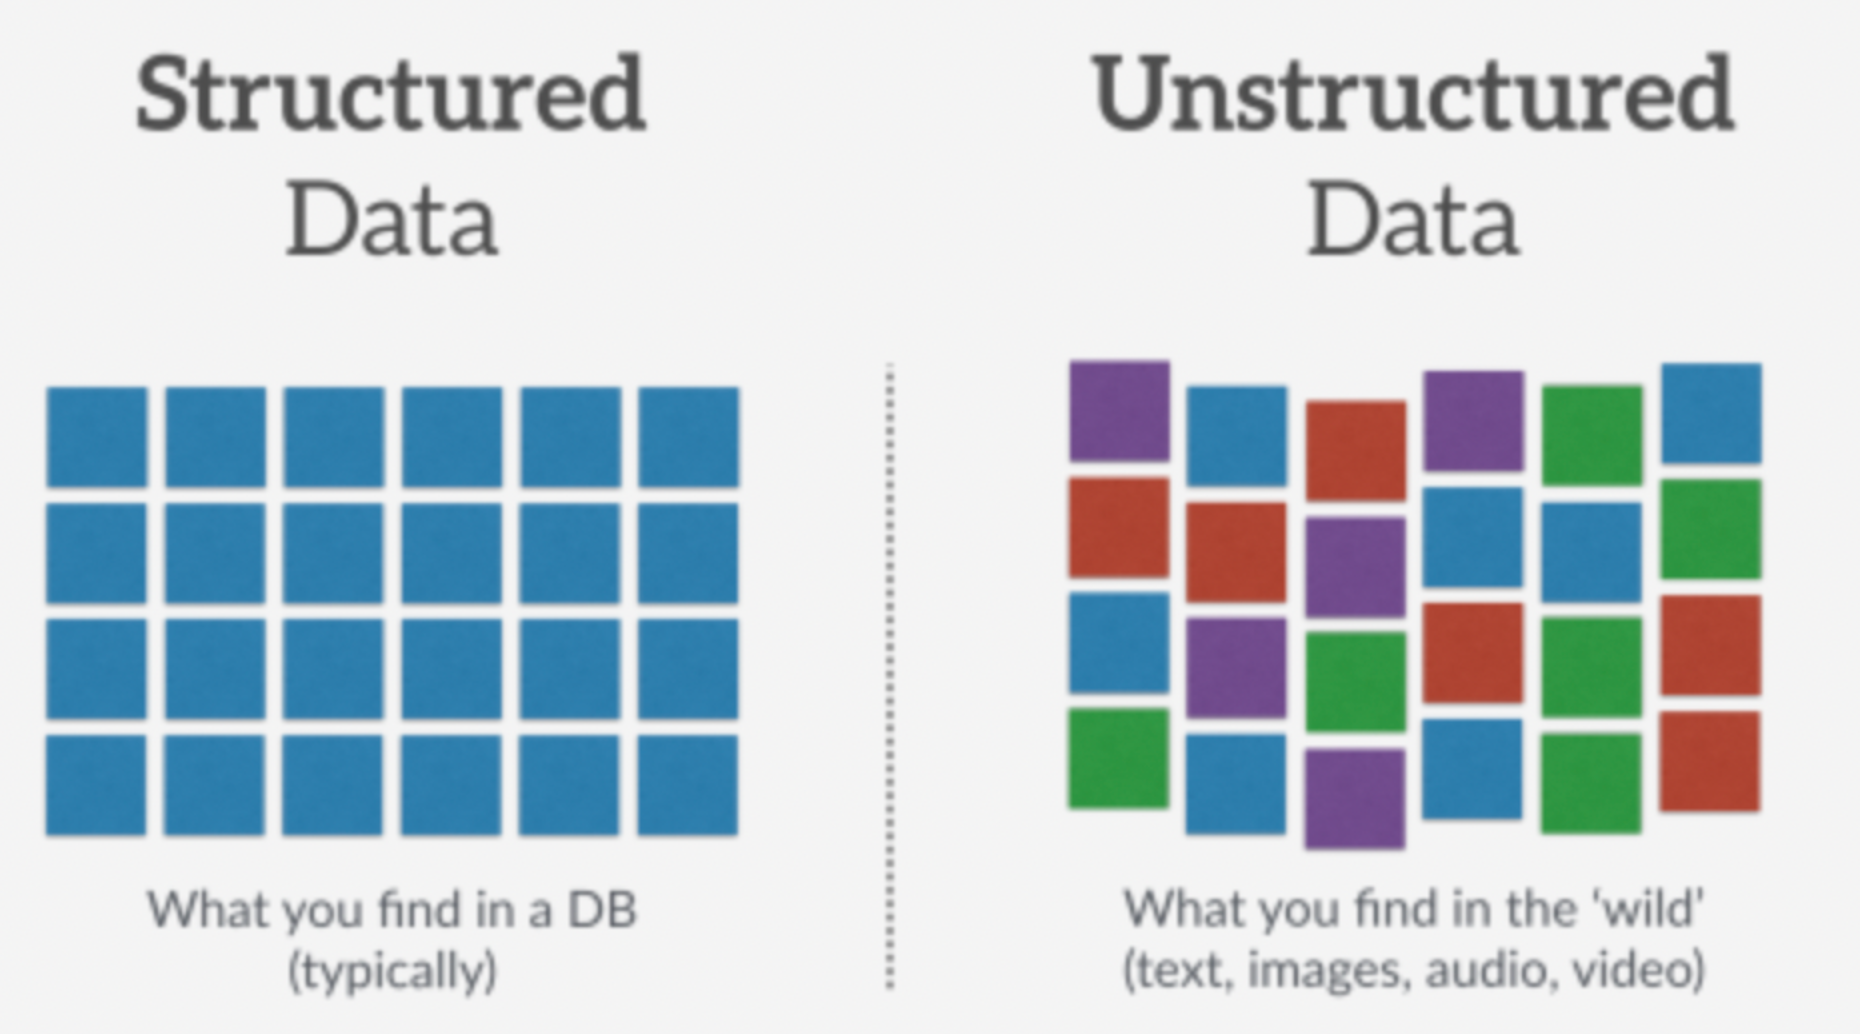 Structured
Data
What you find in a DB
(typically)
Unstructured
Data
What you find in the ‘wild’
(text, images, audio, video)